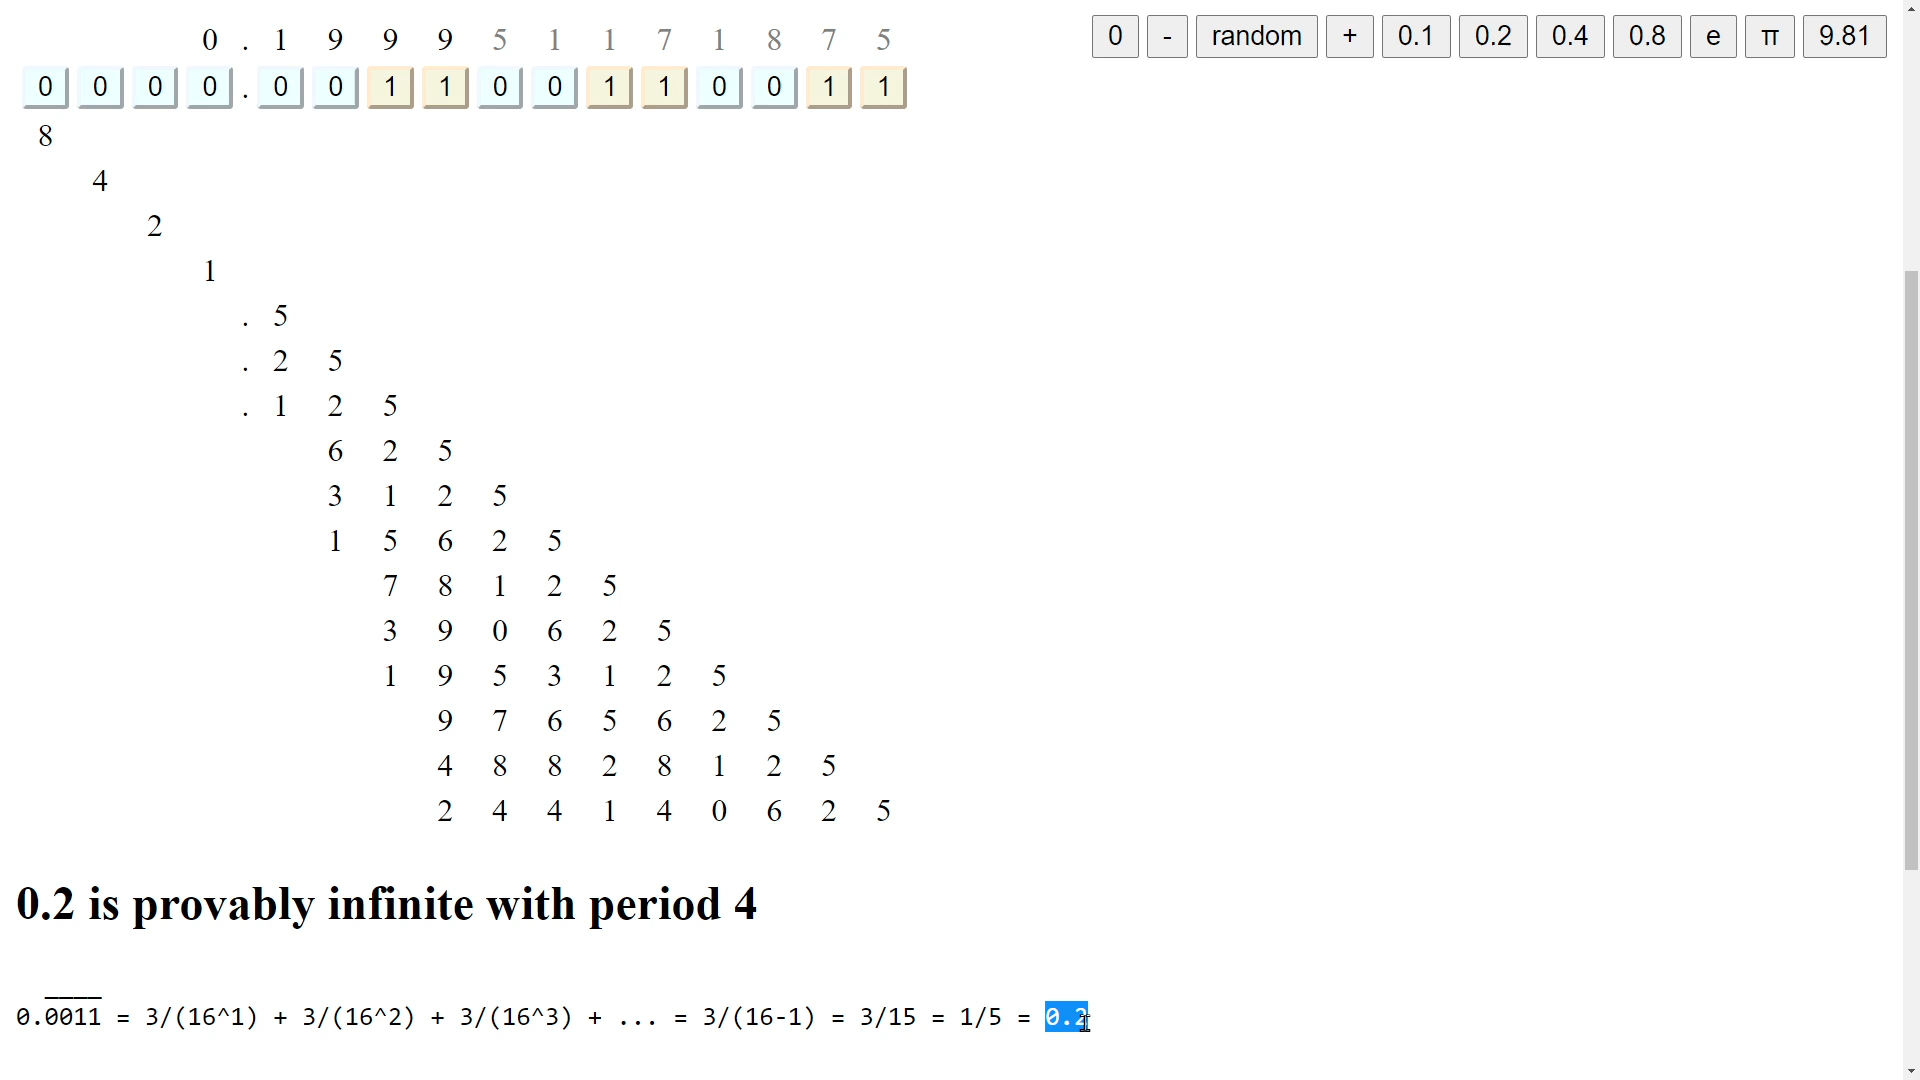 0 . 1 9 9 9 5 1 1 7 1 8 7 5
0 - random + 0.1 0.2 0.4 0.8 e π 9.81
0 0 0 0 . 0 0 1 1 0 0 1 1 0 0 1 1
8
4
2
1
. 5
. 2 5
. 1 2 5
6 2 5
3 1 2 5
1 5 6 2 5
7 8 1 2 5
3 9 0 6 2 5
1 9 5 3 1 2 5
9 7 6 5 6 2 5
4 8 8 2 8 1 2 5
2 4 4 1 4 0 6 2 5
0.2 is provably infinite with period 4
0.0011 = 3/(16^1) + 3/(16^2) + 3/(16^3) + ... = 3/(16-1) = 3/15 = 1/5 = 0.2